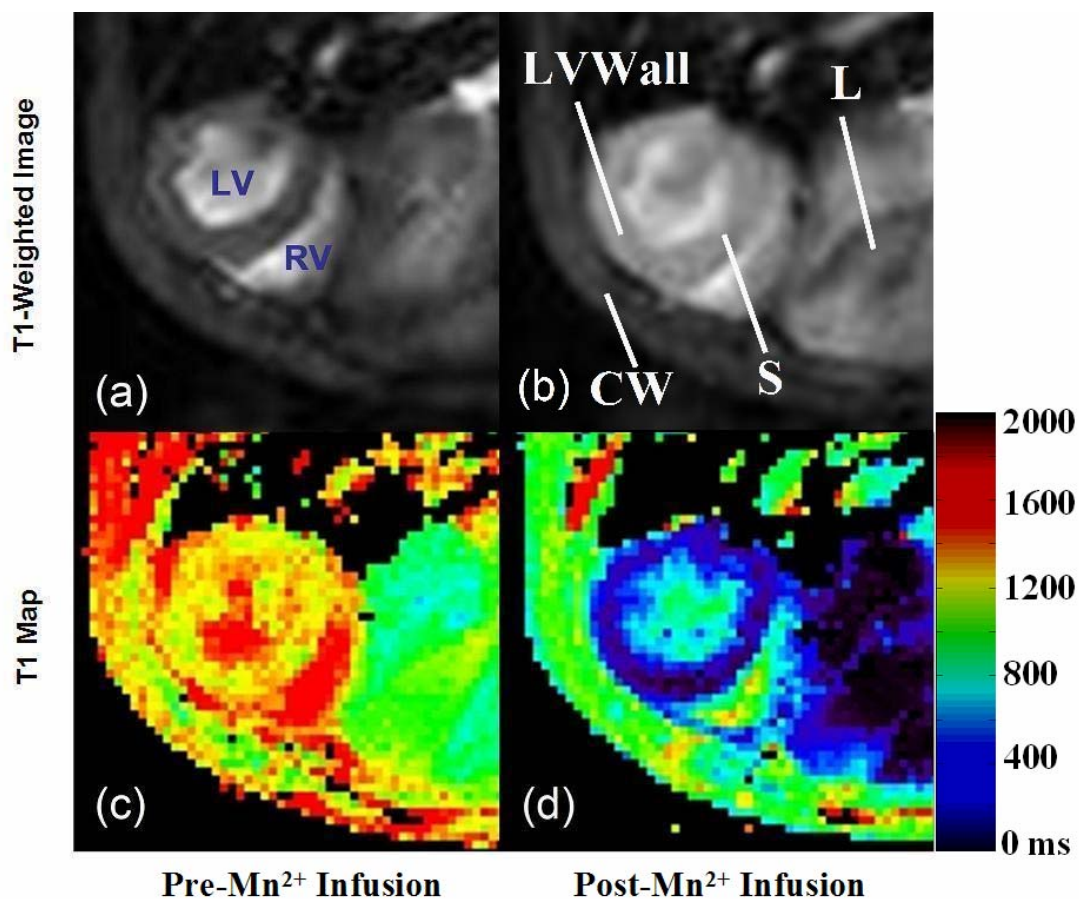 T1-Weighted Image
LV
RV
(a)
LVWall
L
CW
S
(b)
T1 Map
(c)
(d)
2000
1600
1200
800
400
0 ms
Pre-Mn²⁺ Infusion
Post-Mn²⁺ Infusion